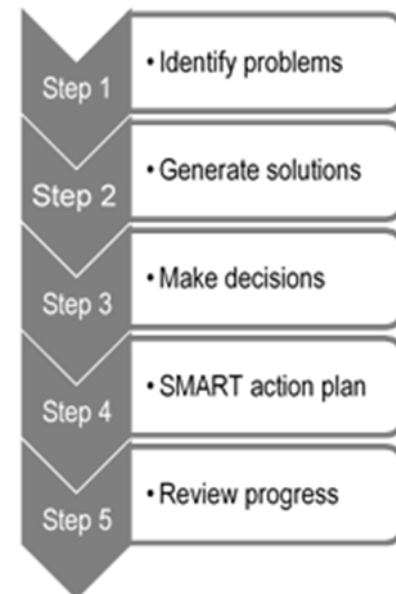 Step 1
• Identify problems
Step 2
• Generate solutions
Step 3
• Make decisions
Step 4
• SMART action plan
Step 5
• Review progress